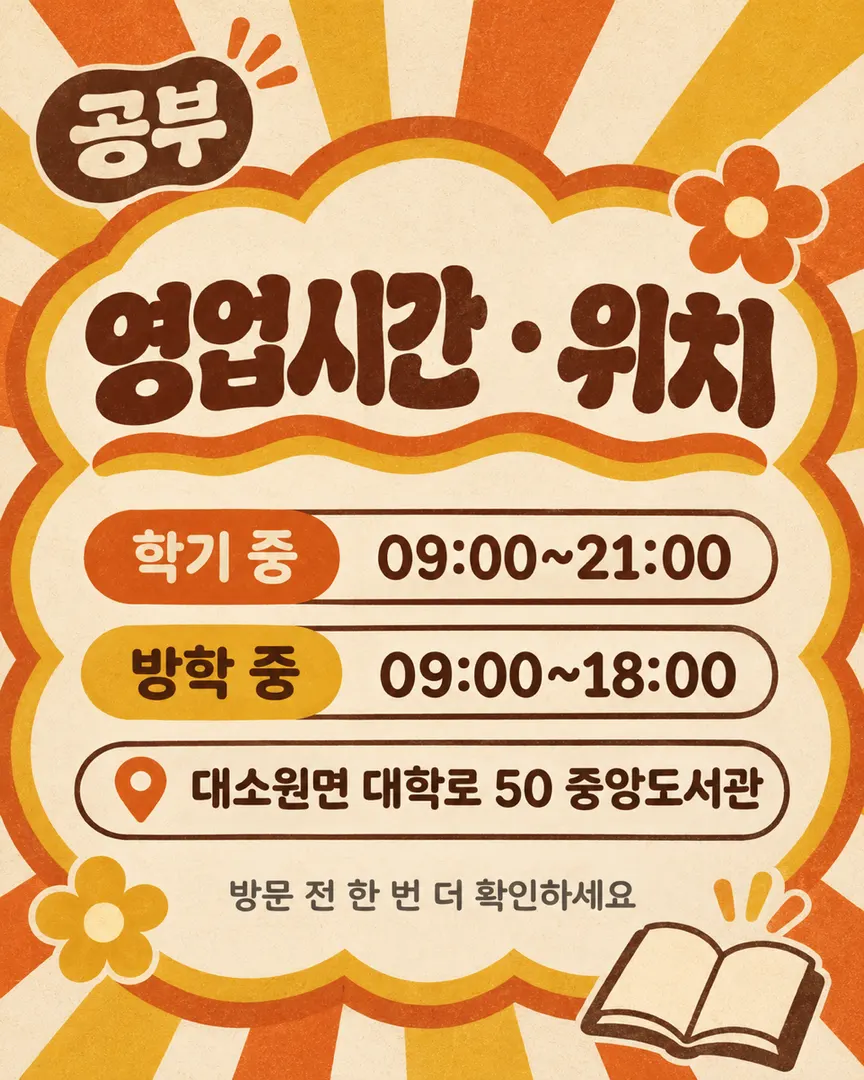 공부
영업시간 · 위치
학기 중 09:00~21:00
방학 중 09:00~18:00
대소원면 대학로 50 중앙도서관
방문 전 한 번 더 확인하세요